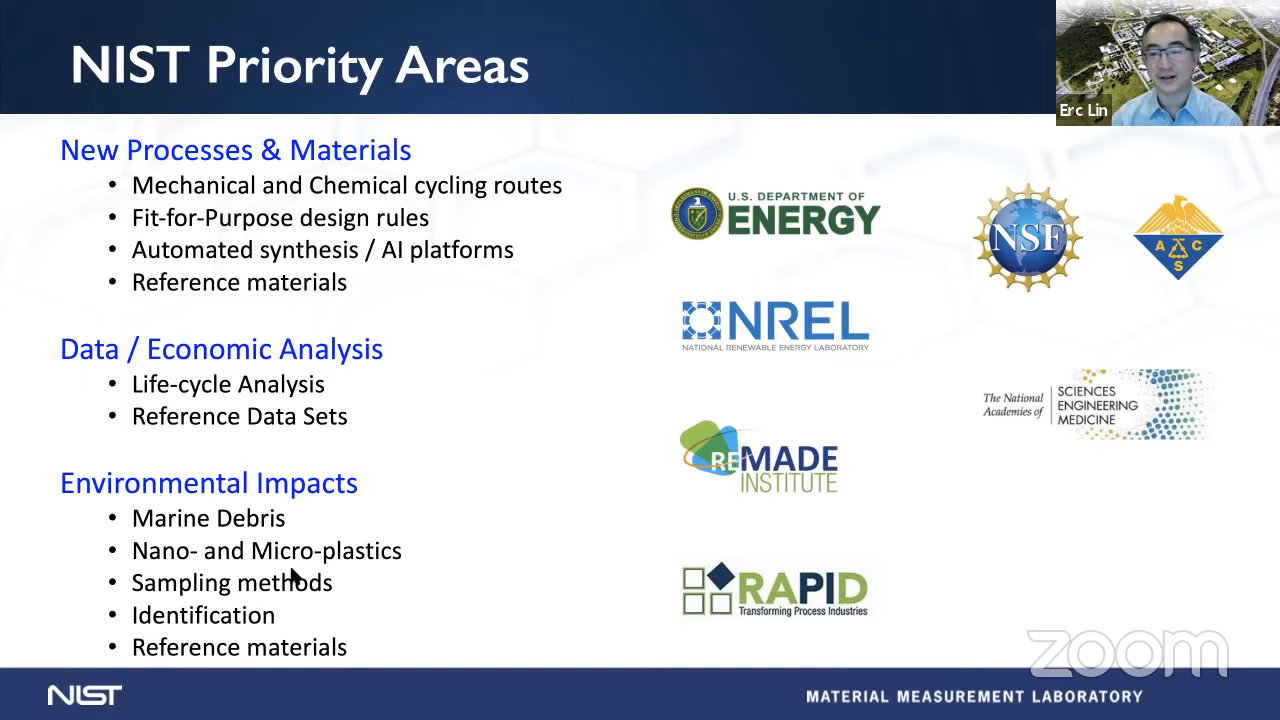 NIST Priority Areas
Erc Lin
New Processes & Materials
• Mechanical and Chemical cycling routes
• Fit-for-Purpose design rules
• Automated synthesis / AI platforms
• Reference materials
Data / Economic Analysis
• Life-cycle Analysis
• Reference Data Sets
Environmental Impacts
• Marine Debris
• Nano- and Micro-plastics
• Sampling methods
• Identification
• Reference materials
U.S. DEPARTMENT OF
ENERGY
NSF
A C
S
NREL
NATIONAL RENEWABLE ENERGY LABORATORY
The National
Academies of
SCIENCES
ENGINEERING
MEDICINE
REMADE
INSTITUTE
RAPID
Transforming Process Industries
zoom
NIST
MATERIAL MEASUREMENT LABORATORY